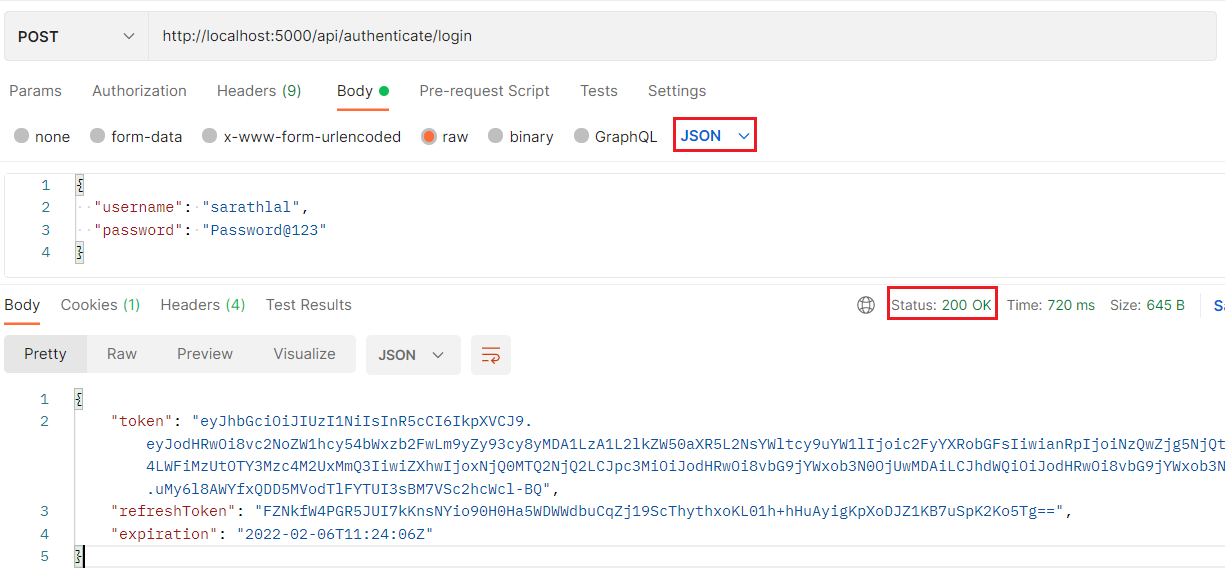 POST http://localhost:5000/api/authenticate/login
Params Authorization Headers (9) Body Pre-request Script Tests Settings
none form-data x-www-form-urlencoded raw binary GraphQL JSON
1 {
2 "username": "sarathlal",
3 "password": "Password@123"
4 }
Body Cookies (1) Headers (4) Test Results Status: 200 OK Time: 720 ms Size: 645 B Sa
Pretty Raw Preview Visualize JSON
1 {
2 "token": "eyJhbGciOiJIUzI1NiIsInR5cCI6IkpXVCJ9.
eyJodHRwOi8vc2NoZW1hcy54bWxzb2FwLm9yZy93cy8yMDA1LzA1L2lkZW50aXR5L2NsYWltcy9uYW1lIjoic2FyYXRobGFsIiwianRpIjoiNzQwZjg5NjQt
4LWFiMzUtOTY3Mzc4M2UxMmQ3IiwiZXhwIjoxNjQ0MTQ2NjQ2LCJpc3MiOiJodHRwOi8vbG9jYWxob3N0OjUwMDAiLCJhdWQiOiJodHRwOi8vbG9jYWxob3N
.uMy6l8AWYfxQDD5MVodTlFYTUI3sBM7VSc2hcWcl-BQ",
3 "refreshToken": "FZNkfW4PGR5JUI7kKnsNYio90H0Ha5WDWWdbuCqZj19ScThythxoKL01h+hHuAyigKpXoDJZ1KB7uSpK2Ko5Tg==",
4 "expiration": "2022-02-06T11:24:06Z"
5 }